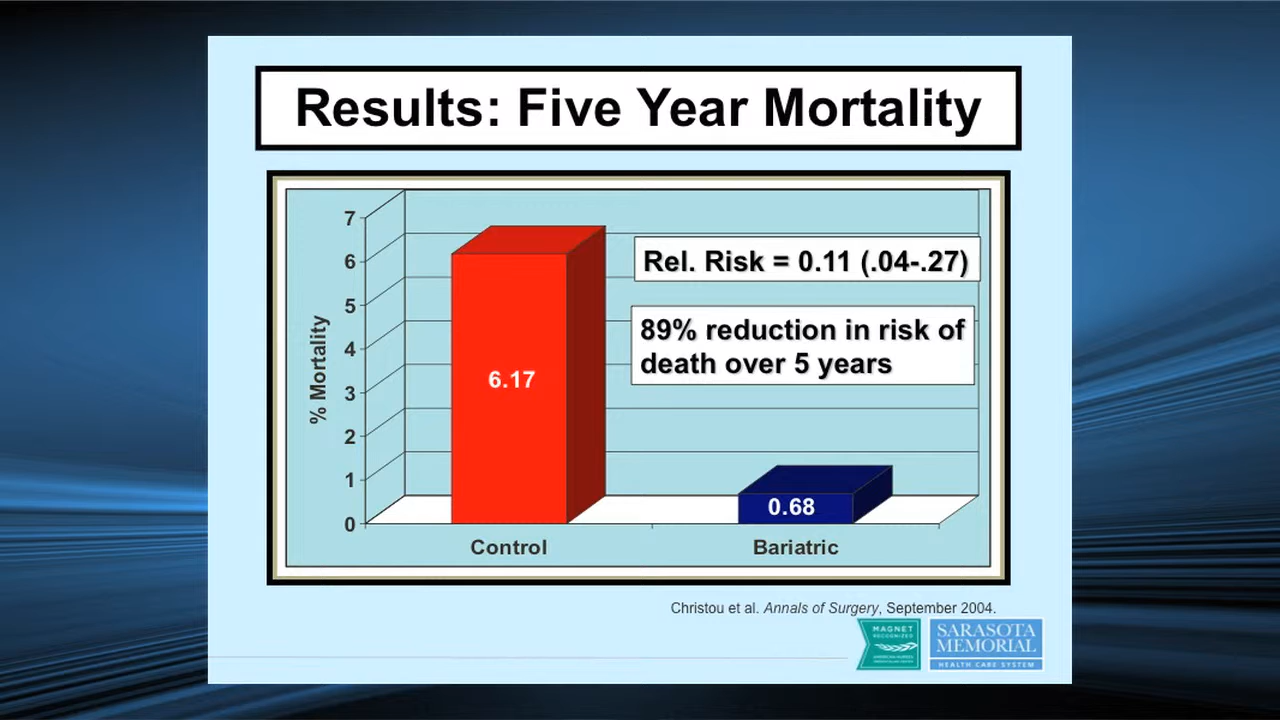 Results: Five Year Mortality
7
6
5
4
3
2
1
0
% Mortality
6.17
0.68
Control
Bariatric
Rel. Risk = 0.11 (.04-.27)
89% reduction in risk of
death over 5 years
Christou et al. Annals of Surgery, September 2004.
MAGNET
RECOGNIZED
SARASOTA
MEMORIAL
HEALTH CARE SYSTEM